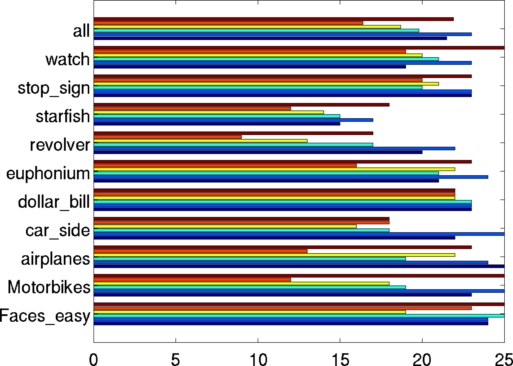 all
watch
stop_sign
starfish
revolver
euphonium
dollar_bill
car_side
airplanes
Motorbikes
Faces_easy
0 5 10 15 20 25